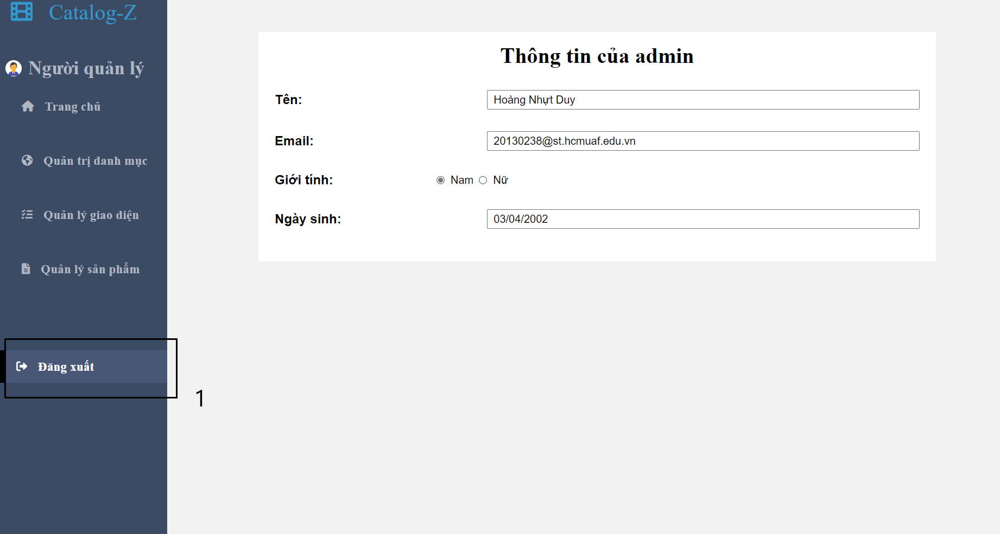 Catalog-Z
Người quản lý
Trang chủ
Quản trị danh mục
Quản lý giao diện
Quản lý sản phẩm
Đăng xuất
1
Thông tin của admin
Tên: Hoàng Nhựt Duy
Email: 20130238@st.hcmuaf.edu.vn
Giới tính: Nam Nữ
Ngày sinh: 03/04/2002